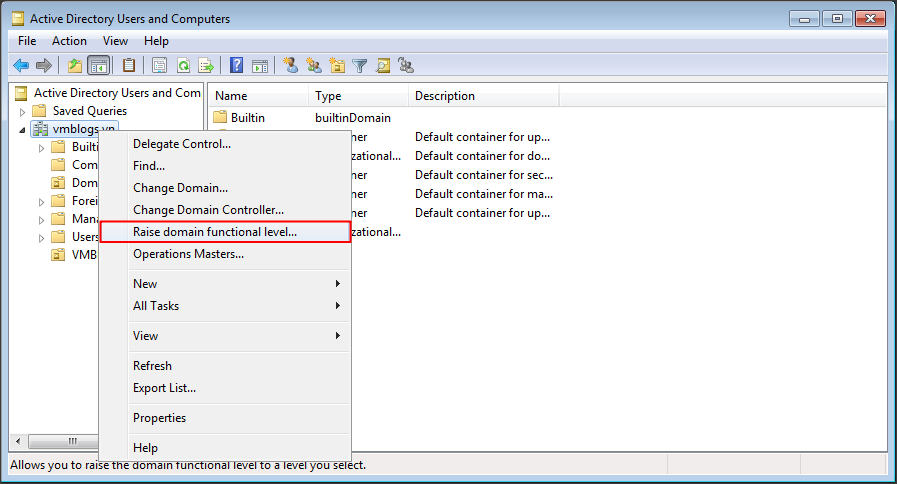 Active Directory Users and Computers
File Action View Help
Active Directory Users and Com
Saved Queries
vmblogs.vn
Builti
Com
Dom
Forei
Mana
Users
VMB
Name Type Description
Builtin builtinDomain
ner Default container for up...
zational... Default container for do...
ner Default container for sec...
ner Default container for ma...
ner Default container for up...
zational...
Delegate Control...
Find...
Change Domain...
Change Domain Controller...
Raise domain functional level...
Operations Masters...
New
All Tasks
View
Refresh
Export List...
Properties
Help
Allows you to raise the domain functional level to a level you select.